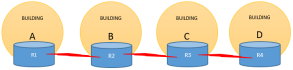 BUILDING BUILDING BUILDING BUILDING
A B C D
R1 R2 R3 R4